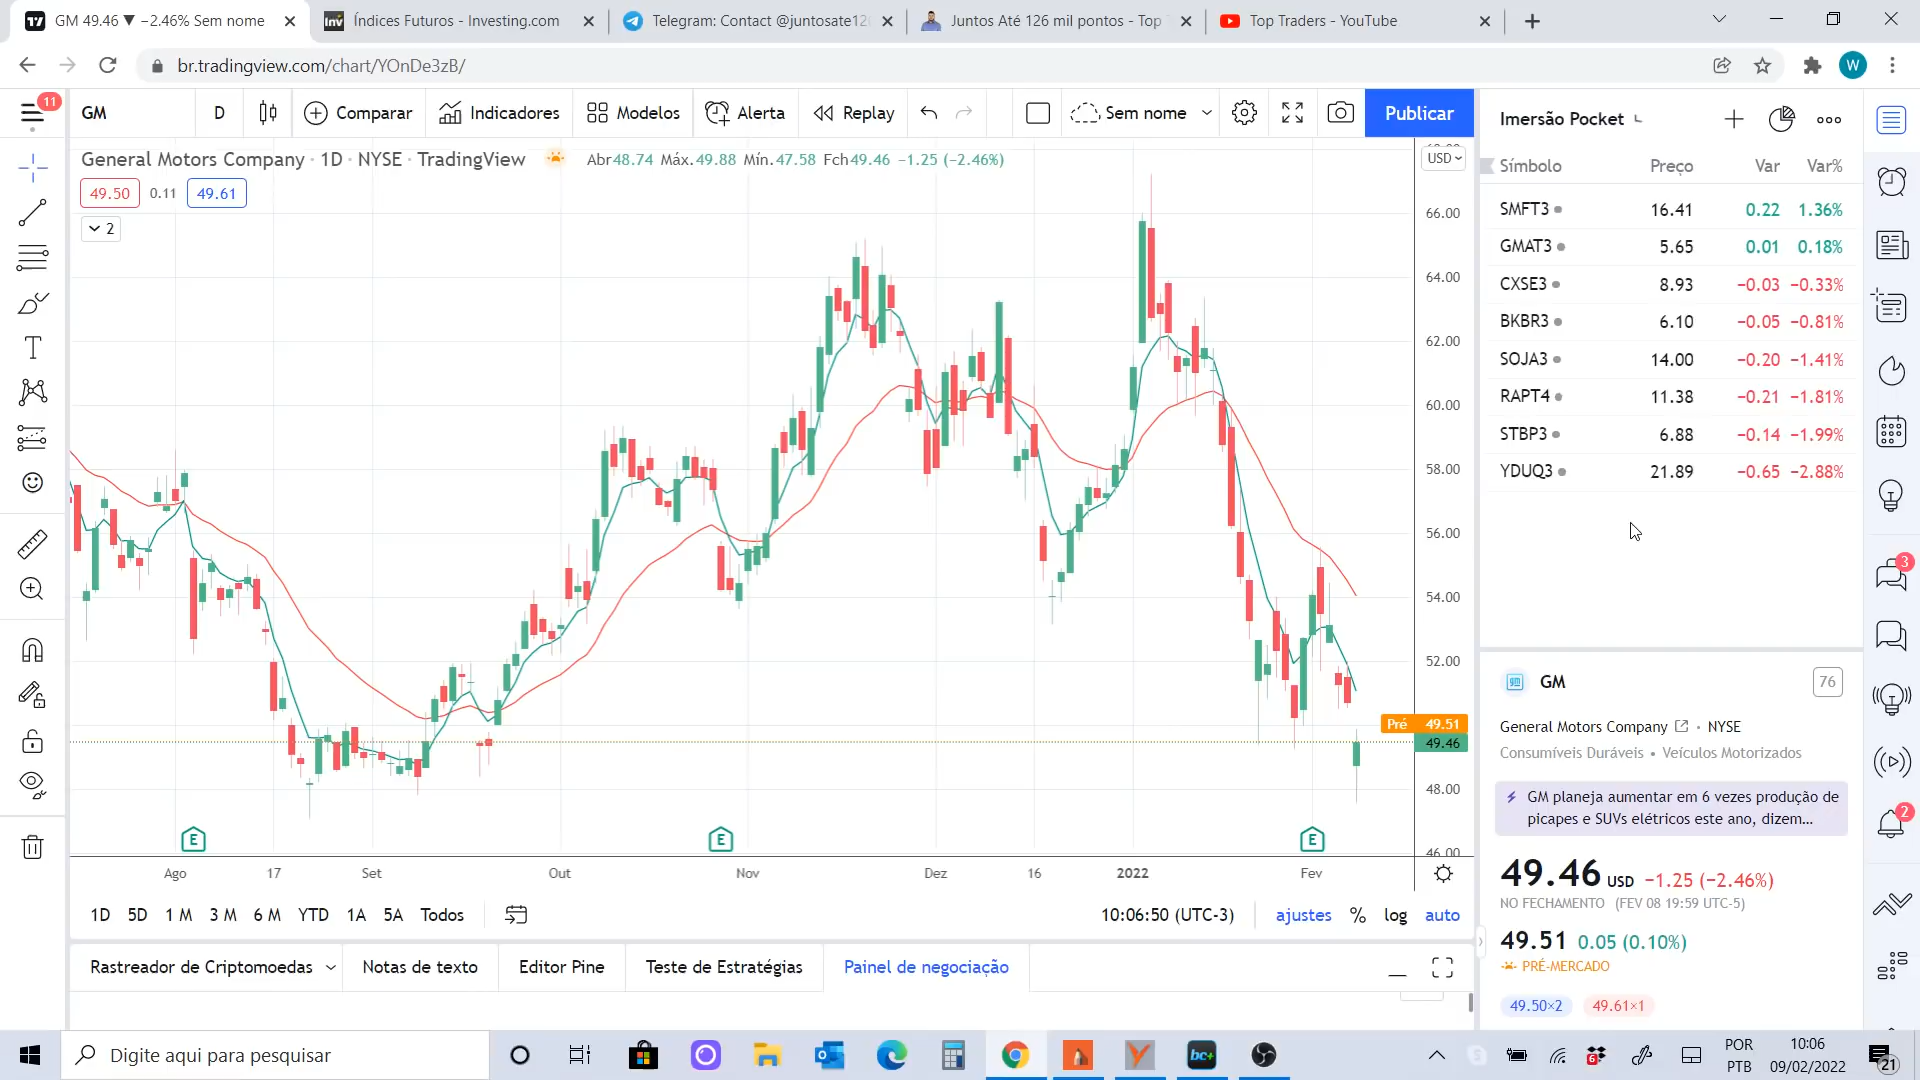 GM 49.46 ▼ −2.46% Sem nome
Índices Futuros - Investing.com
Telegram: Contact @juntosate12
Juntos Até 126 mil pontos - Top
Top Traders - YouTube
br.tradingview.com/chart/YOnDe3zB/
W
11
GM
D
Comparar
Indicadores
Modelos
Alerta
Replay
Sem nome
Publicar
General Motors Company · 1D · NYSE · TradingView
Abr48.74 Máx.49.88 Mín.47.58 Fch49.46 −1.25 (−2.46%)
49.50 0.11 49.61
2
USD
66.00
64.00
62.00
60.00
58.00
56.00
54.00
52.00
Pré 49.51
49.46
48.00
46.00
E
E
E
Ago 17 Set Out Nov Dez 16 2022 Fev
1D 5D 1 M 3 M 6 M YTD 1A 5A Todos
10:06:50 (UTC-3)
ajustes % log auto
Rastreador de Criptomoedas
Notas de texto
Editor Pine
Teste de Estratégias
Painel de negociação
Imersão Pocket
Símbolo Preço Var Var%
SMFT3 16.41 0.22 1.36%
GMAT3 5.65 0.01 0.18%
CXSE3 8.93 −0.03 −0.33%
BKBR3 6.10 −0.05 −0.81%
SOJA3 14.00 −0.20 −1.41%
RAPT4 11.38 −0.21 −1.81%
STBP3 6.88 −0.14 −1.99%
YDUQ3 21.89 −0.65 −2.88%
gm GM 76
General Motors Company · NYSE
Consumíveis Duráveis • Veículos Motorizados
GM planeja aumentar em 6 vezes produção de
picapes e SUVs elétricos este ano, dizem...
49.46 USD −1.25 (−2.46%)
NO FECHAMENTO (FEV 08 19:59 UTC-5)
49.51 0.05 (0.10%)
PRÉ-MERCADO
49.50×2 49.61×1
3
2
Digite aqui para pesquisar
bc+
6
POR
PTB
10:06
09/02/2022
21